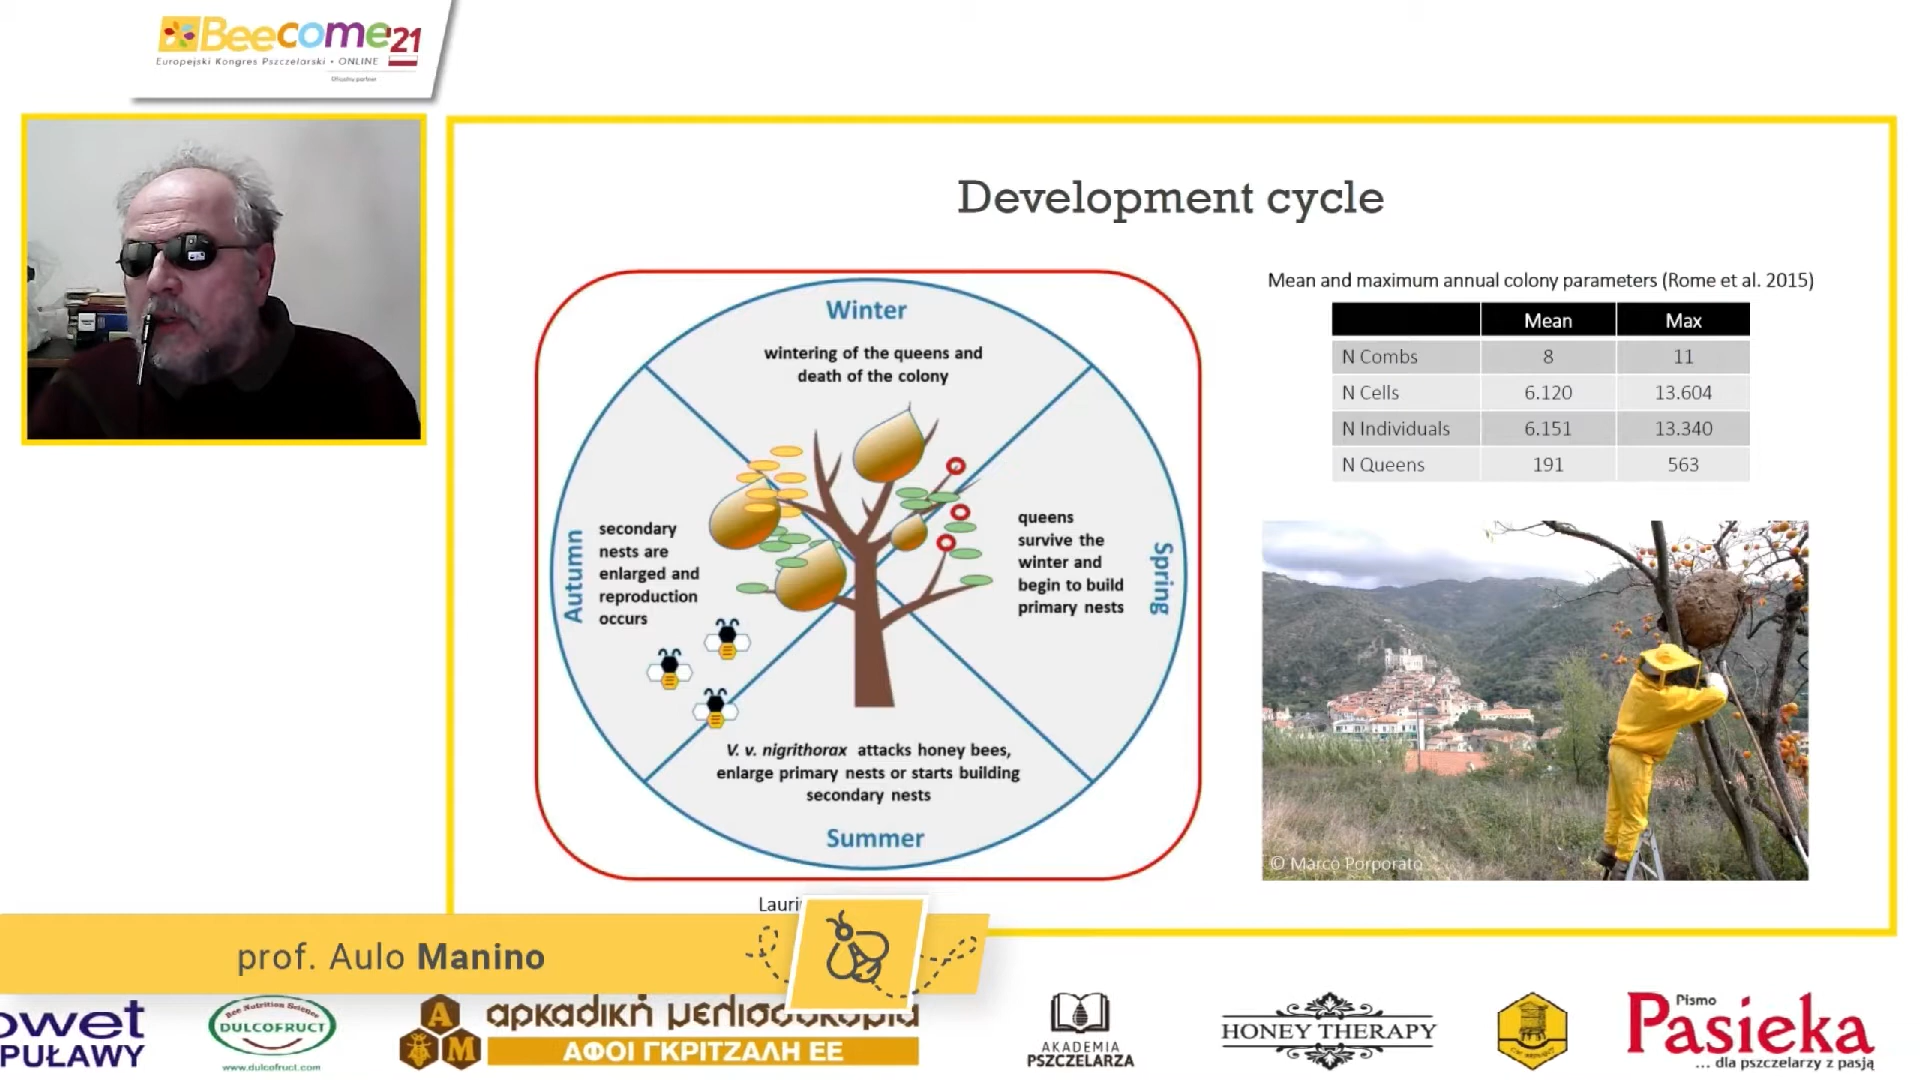 Beecome'21
Europejski Kongres Pszczelarski • ONLINE
Oficjalny partner
Development cycle
Winter
wintering of the queens and
death of the colony
Autumn
secondary
nests are
enlarged and
reproduction
occurs
queens
survive the
winter and
begin to build
primary nests
Spring
V. v. nigrithorax attacks honey bees,
enlarge primary nests or starts building
secondary nests
Summer
Mean and maximum annual colony parameters (Rome et al. 2015)
Mean Max
N Combs 8 11
N Cells 6.120 13.604
N Individuals 6.151 13.340
N Queens 191 563
© Marco Porporato
prof. Aulo Manino
owet
PUŁAWY
Bee Nutrition Science
DULCOFRUCT
www.dulcofruct.com
A
M
αρκαδική μελισσοκομία
ΑΦΟΙ ΓΚΡΙΤΖΑΛΗ ΕΕ
AKADEMIA
PSZCZELARZA
HONEY THERAPY
Pismo
Pasieka
... dla pszczelarzy z pasją